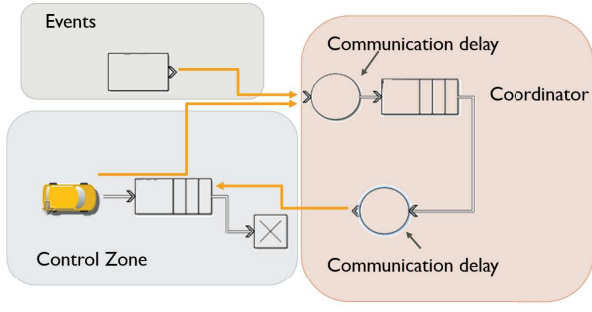 Events
Communication delay
Coordinator
Control Zone
Communication delay